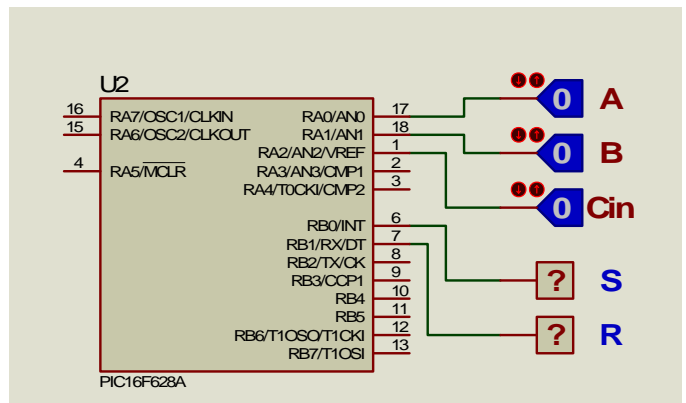 U2
16 RA7/OSC1/CLKIN RA0/AN0 17 0 A
15 RA6/OSC2/CLKOUT RA1/AN1 18 0 B
RA2/AN2/VREF 1
4 RA5/MCLR RA3/AN3/CMP1 2
RA4/T0CKI/CMP2 3
0 Cin
RB0/INT 6
RB1/RX/DT 7
RB2/TX/CK 8
RB3/CCP1 9 ? S
RB4 10
RB5 11
RB6/T1OSO/T1CKI 12 ? R
RB7/T1OSI 13
PIC16F628A